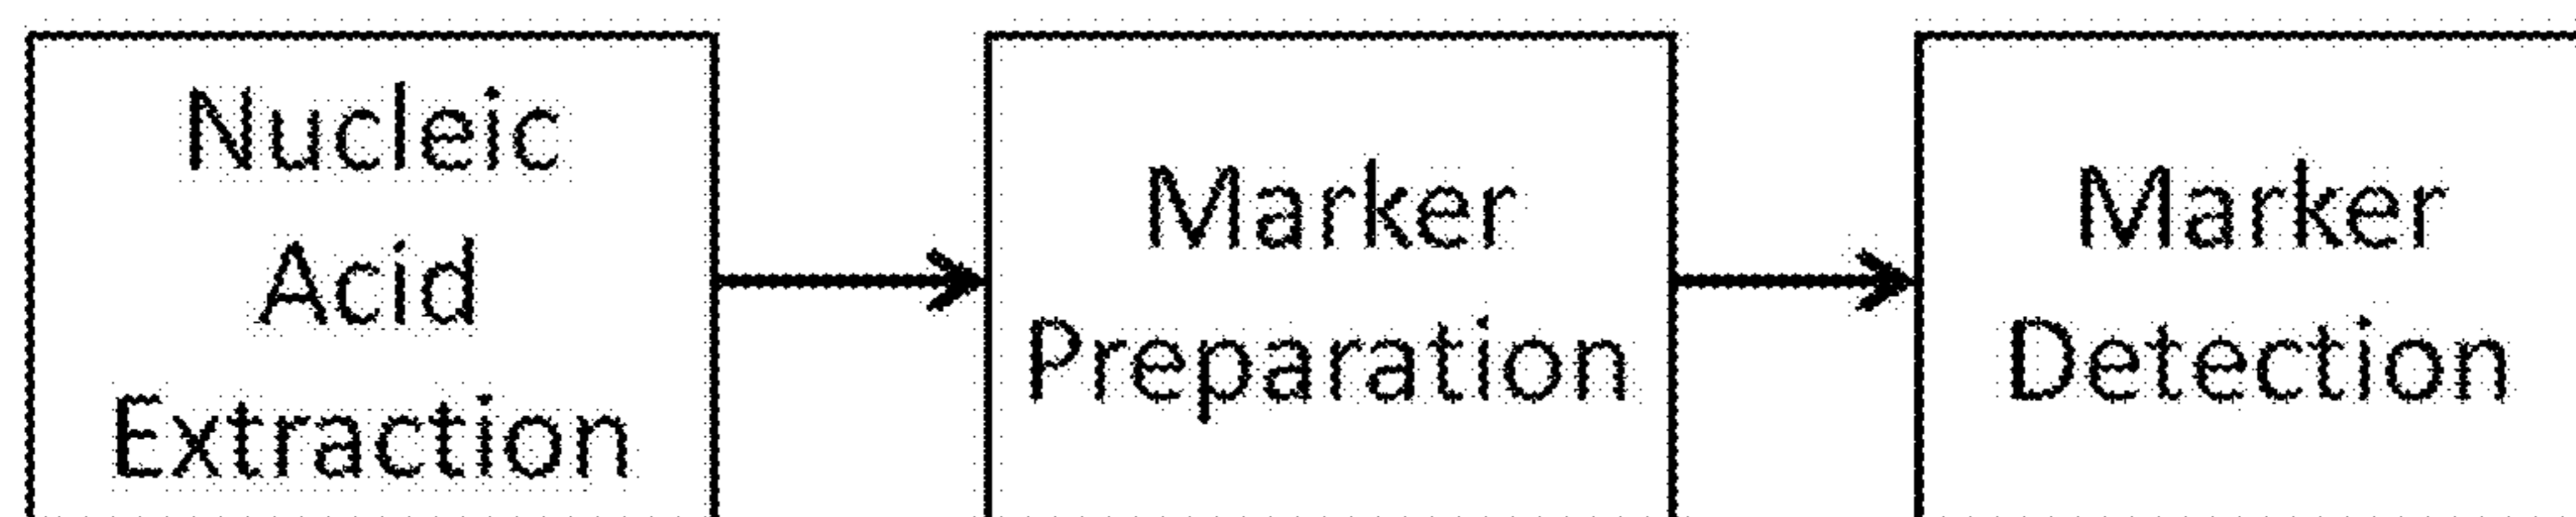 Nucleic
Acid
Extraction
Marker
Preparation
Marker
Detection